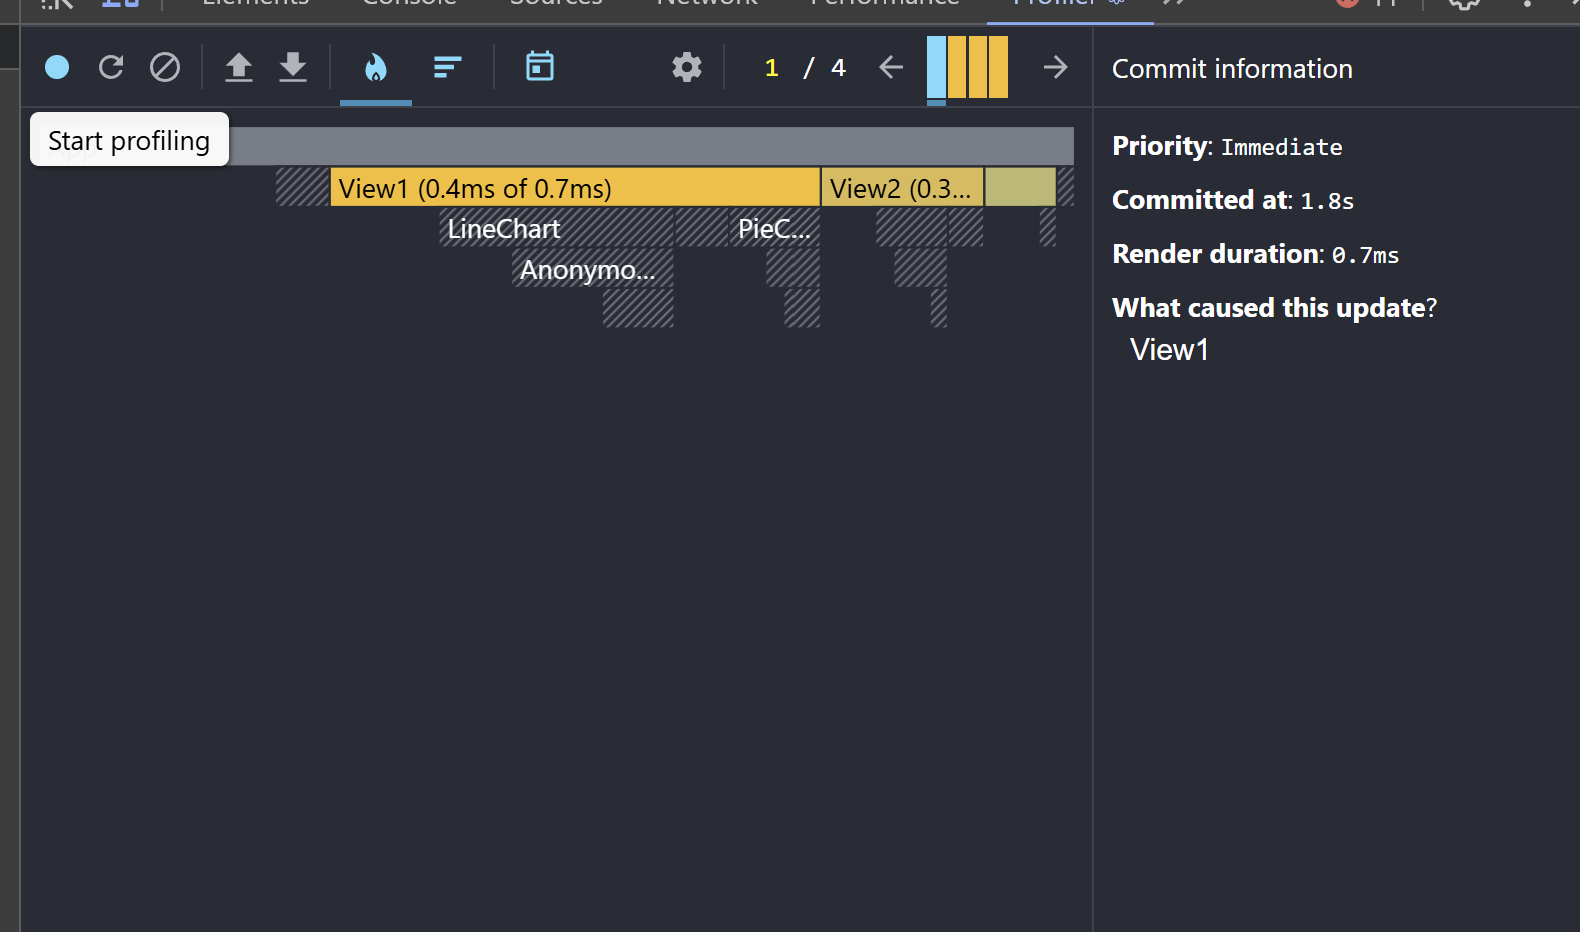 Elements Console Sources Network Performance Profiler
1 / 4
Commit information
Start profiling
Priority: Immediate
View1 (0.4ms of 0.7ms) View2 (0.3...
Committed at: 1.8s
LineChart PieC...
Render duration: 0.7ms
Anonymo...
What caused this update?
View1